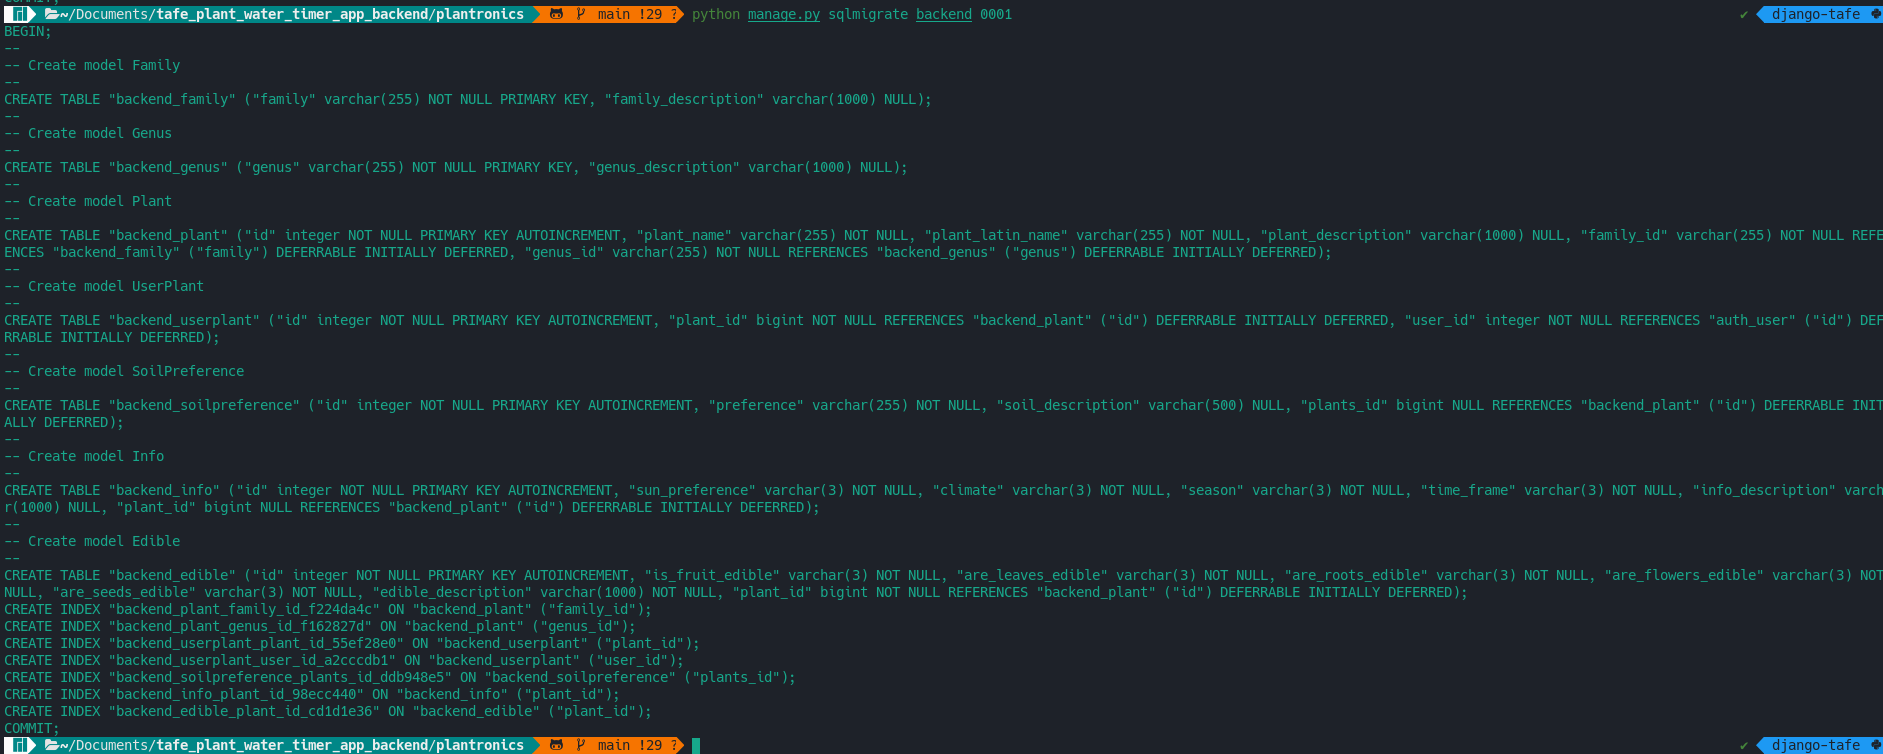 COMMIT;
~/Documents/tafe_plant_water_timer_app_backend/plantronics main !29 ? python manage.py sqlmigrate backend 0001 ✔ django-tafe
BEGIN;
--
-- Create model Family
--
CREATE TABLE "backend_family" ("family" varchar(255) NOT NULL PRIMARY KEY, "family_description" varchar(1000) NULL);
--
-- Create model Genus
--
CREATE TABLE "backend_genus" ("genus" varchar(255) NOT NULL PRIMARY KEY, "genus_description" varchar(1000) NULL);
--
-- Create model Plant
--
CREATE TABLE "backend_plant" ("id" integer NOT NULL PRIMARY KEY AUTOINCREMENT, "plant_name" varchar(255) NOT NULL, "plant_latin_name" varchar(255) NOT NULL, "plant_description" varchar(1000) NULL, "family_id" varchar(255) NOT NULL REFE
ENCES "backend_family" ("family") DEFERRABLE INITIALLY DEFERRED, "genus_id" varchar(255) NOT NULL REFERENCES "backend_genus" ("genus") DEFERRABLE INITIALLY DEFERRED);
--
-- Create model UserPlant
--
CREATE TABLE "backend_userplant" ("id" integer NOT NULL PRIMARY KEY AUTOINCREMENT, "plant_id" bigint NOT NULL REFERENCES "backend_plant" ("id") DEFERRABLE INITIALLY DEFERRED, "user_id" integer NOT NULL REFERENCES "auth_user" ("id") DEF
RRABLE INITIALLY DEFERRED);
--
-- Create model SoilPreference
--
CREATE TABLE "backend_soilpreference" ("id" integer NOT NULL PRIMARY KEY AUTOINCREMENT, "preference" varchar(255) NOT NULL, "soil_description" varchar(500) NULL, "plants_id" bigint NULL REFERENCES "backend_plant" ("id") DEFERRABLE INIT
ALLY DEFERRED);
--
-- Create model Info
--
CREATE TABLE "backend_info" ("id" integer NOT NULL PRIMARY KEY AUTOINCREMENT, "sun_preference" varchar(3) NOT NULL, "climate" varchar(3) NOT NULL, "season" varchar(3) NOT NULL, "time_frame" varchar(3) NOT NULL, "info_description" varch
r(1000) NULL, "plant_id" bigint NULL REFERENCES "backend_plant" ("id") DEFERRABLE INITIALLY DEFERRED);
--
-- Create model Edible
--
CREATE TABLE "backend_edible" ("id" integer NOT NULL PRIMARY KEY AUTOINCREMENT, "is_fruit_edible" varchar(3) NOT NULL, "are_leaves_edible" varchar(3) NOT NULL, "are_roots_edible" varchar(3) NOT NULL, "are_flowers_edible" varchar(3) NOT
NULL, "are_seeds_edible" varchar(3) NOT NULL, "edible_description" varchar(1000) NOT NULL, "plant_id" bigint NOT NULL REFERENCES "backend_plant" ("id") DEFERRABLE INITIALLY DEFERRED);
CREATE INDEX "backend_plant_family_id_f224da4c" ON "backend_plant" ("family_id");
CREATE INDEX "backend_plant_genus_id_f162827d" ON "backend_plant" ("genus_id");
CREATE INDEX "backend_userplant_plant_id_55ef28e0" ON "backend_userplant" ("plant_id");
CREATE INDEX "backend_userplant_user_id_a2cccdb1" ON "backend_userplant" ("user_id");
CREATE INDEX "backend_soilpreference_plants_id_ddb948e5" ON "backend_soilpreference" ("plants_id");
CREATE INDEX "backend_info_plant_id_98ecc440" ON "backend_info" ("plant_id");
CREATE INDEX "backend_edible_plant_id_cd1d1e36" ON "backend_edible" ("plant_id");
COMMIT;
~/Documents/tafe_plant_water_timer_app_backend/plantronics main !29 ? ✔ django-tafe